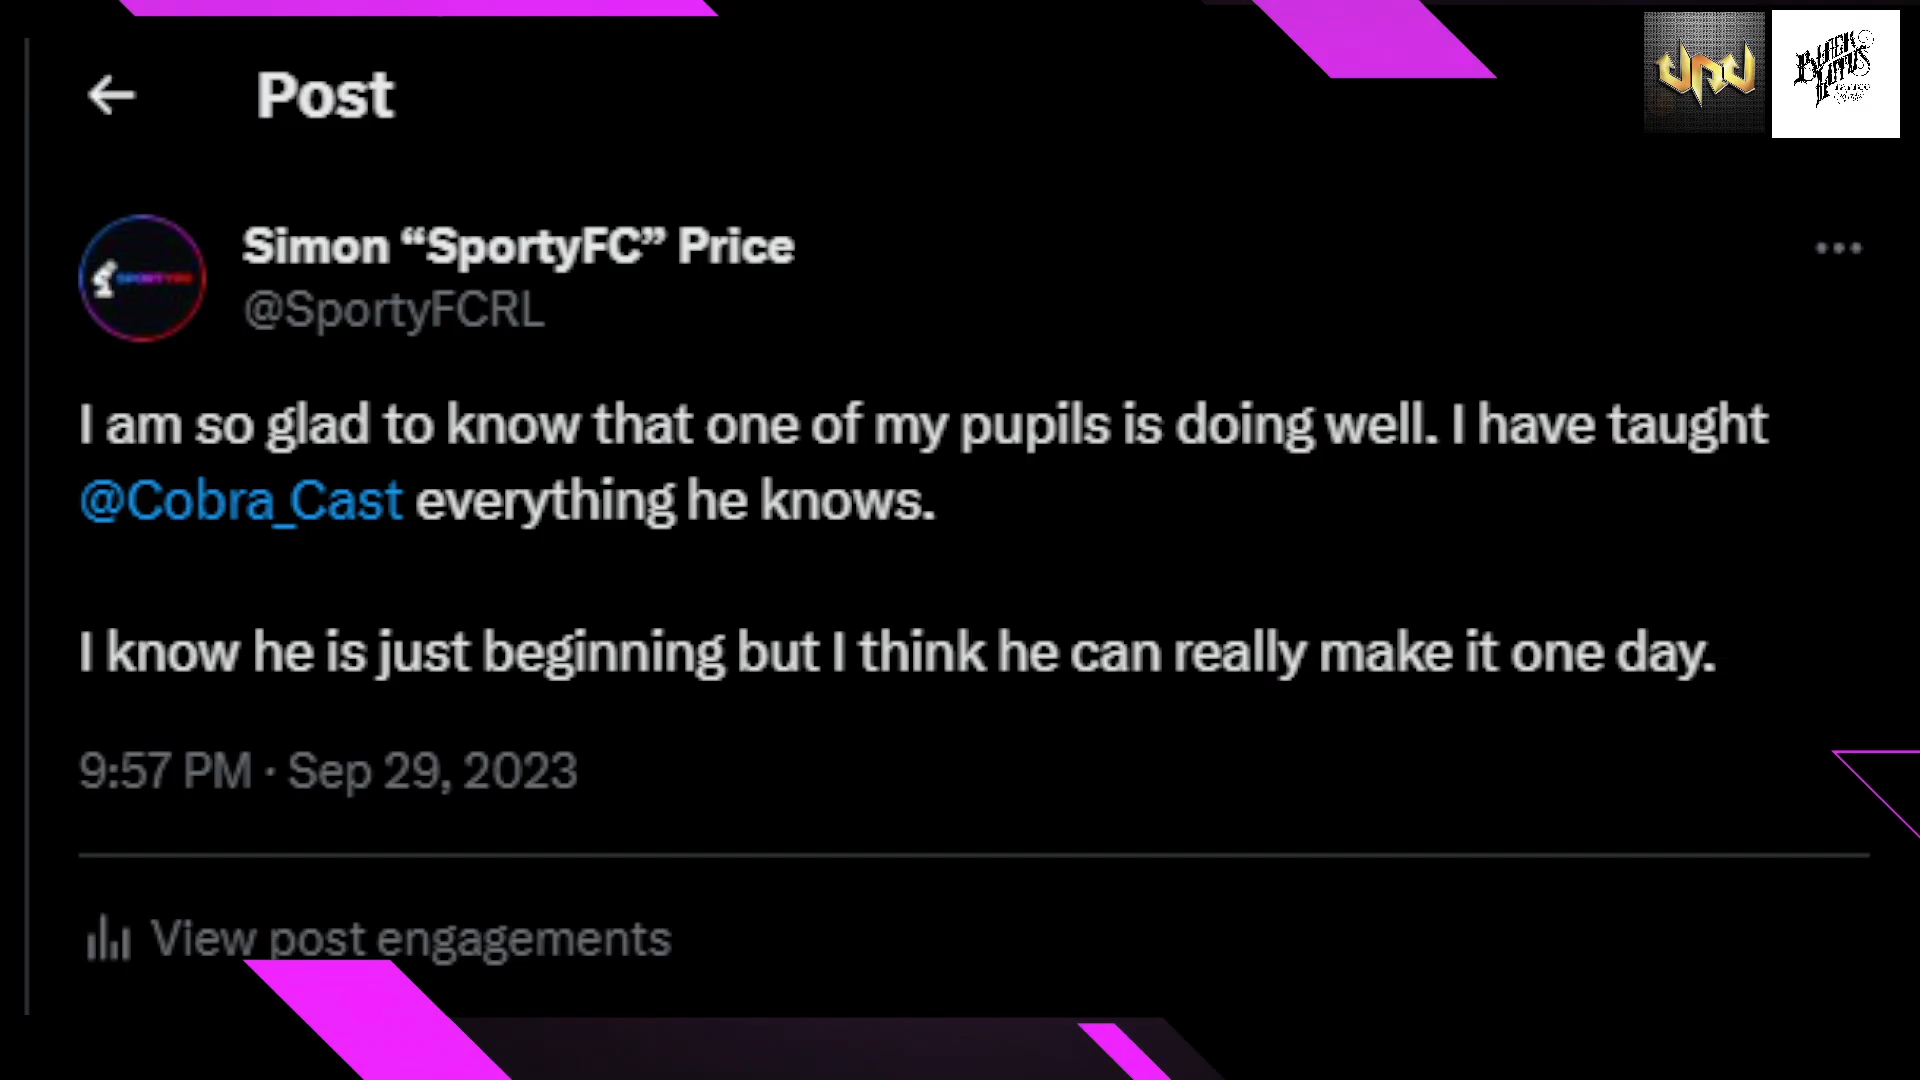 Post
Simon “SportyFC” Price
@SportyFCRL
I am so glad to know that one of my pupils is doing well. I have taught
@Cobra_Cast everything he knows.
I know he is just beginning but I think he can really make it one day.
9:57 PM · Sep 29, 2023
View post engagements